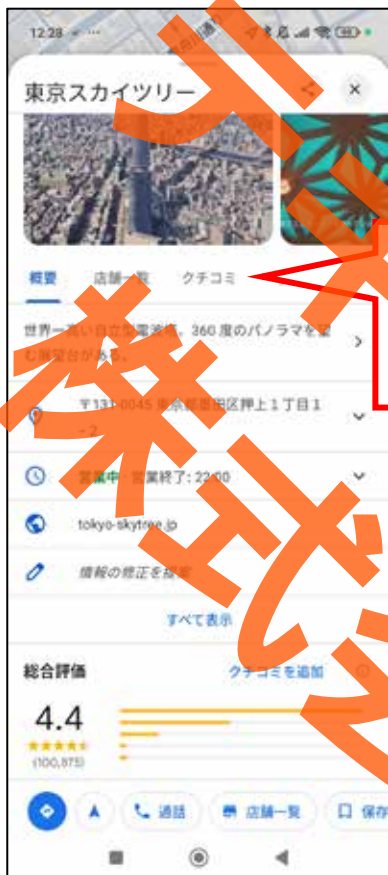 12:28
東京スカイツリー
概要 店舗一覧 クチコミ
世界一高い自立型電波塔。360 度のパノラマを望
む展望台がある。
〒131-0045 東京都墨田区押上1丁目1
- 2
営業中・営業終了: 22:00
tokyo-skytree.jp
情報の修正を提案
すべて表示
総合評価 クチコミを追加
4.4
(100,875)
通話 店舗一覧 保存
株式